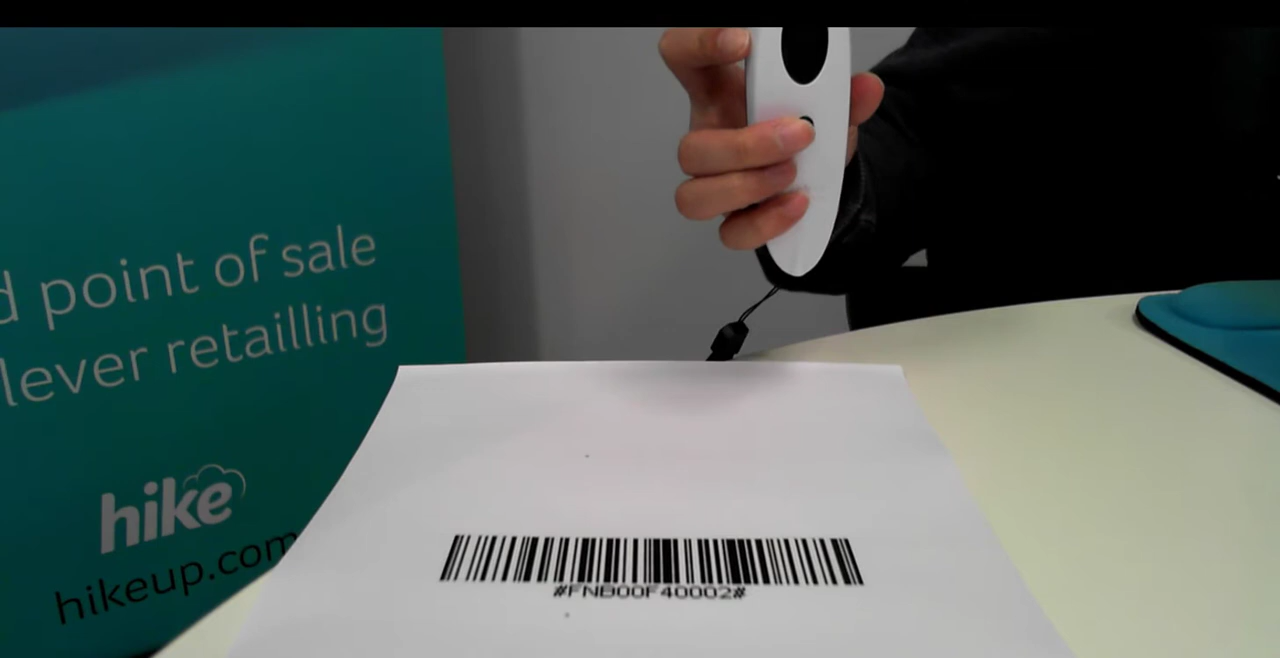 d point of sale
lever retailling
hike
hikeup.com
#FNB00F40002#